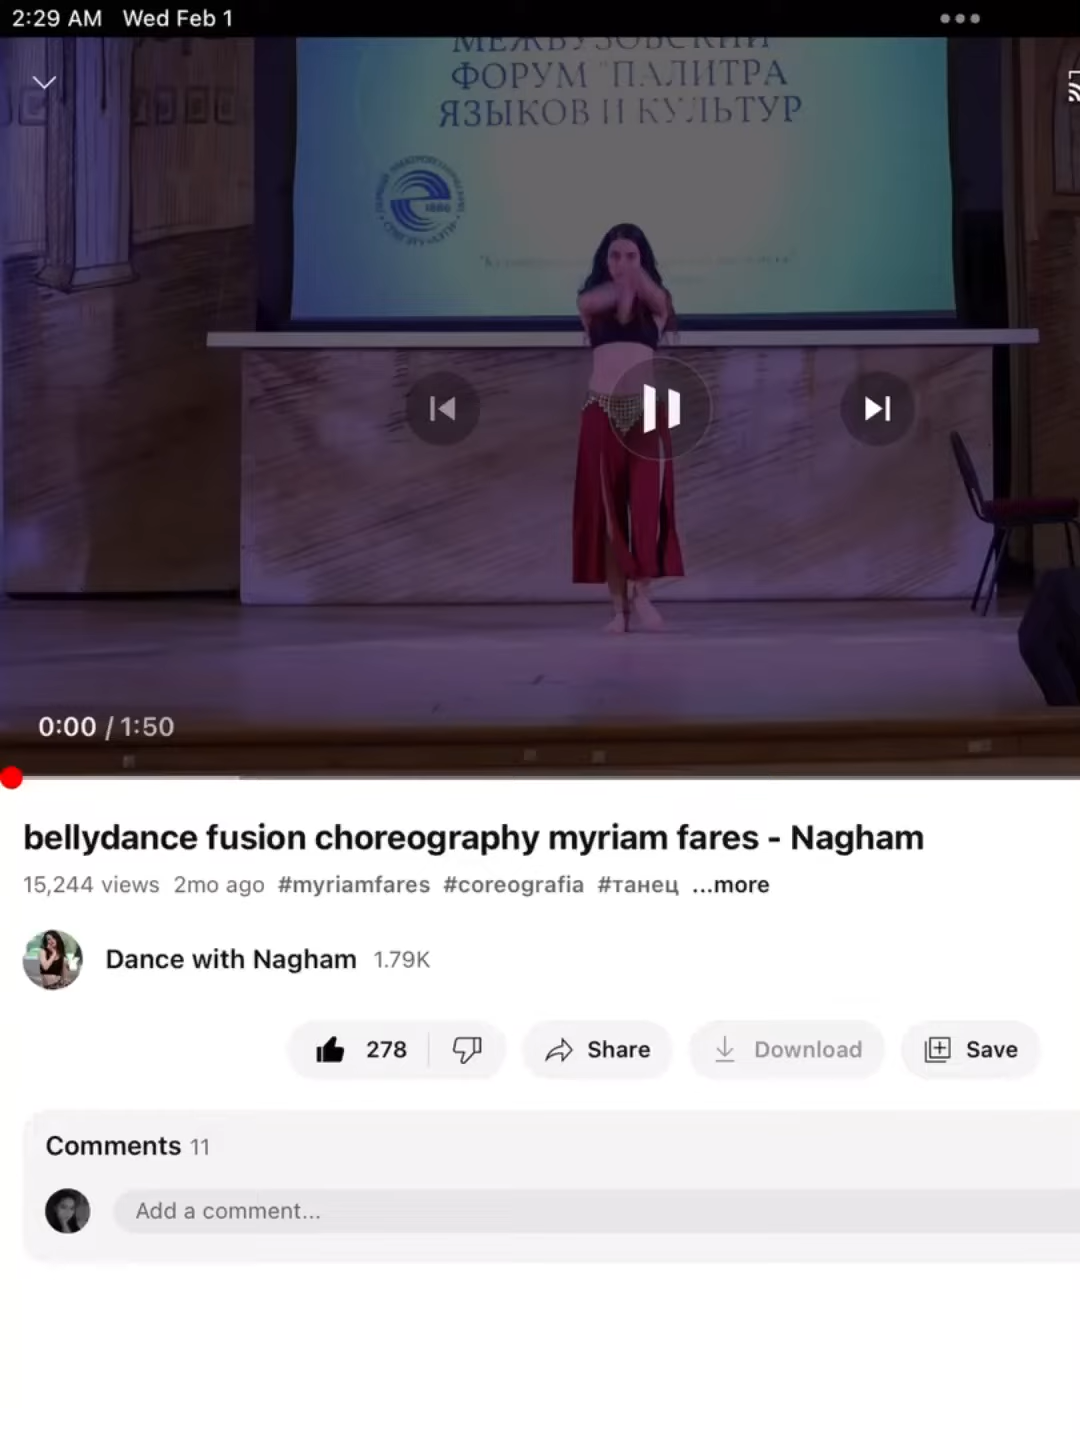 2:29 AM Wed Feb 1
МЕЖВУЗОВСКИЙ
ФОРУМ "ПАЛИТРА
ЯЗЫКОВ И КУЛЬТУР
1886
0:00 / 1:50
bellydance fusion choreography myriam fares - Nagham
15,244 views 2mo ago #myriamfares #coreografia #танец ...more
Dance with Nagham 1.79K
278 Share Download Save
Comments 11
Add a comment...